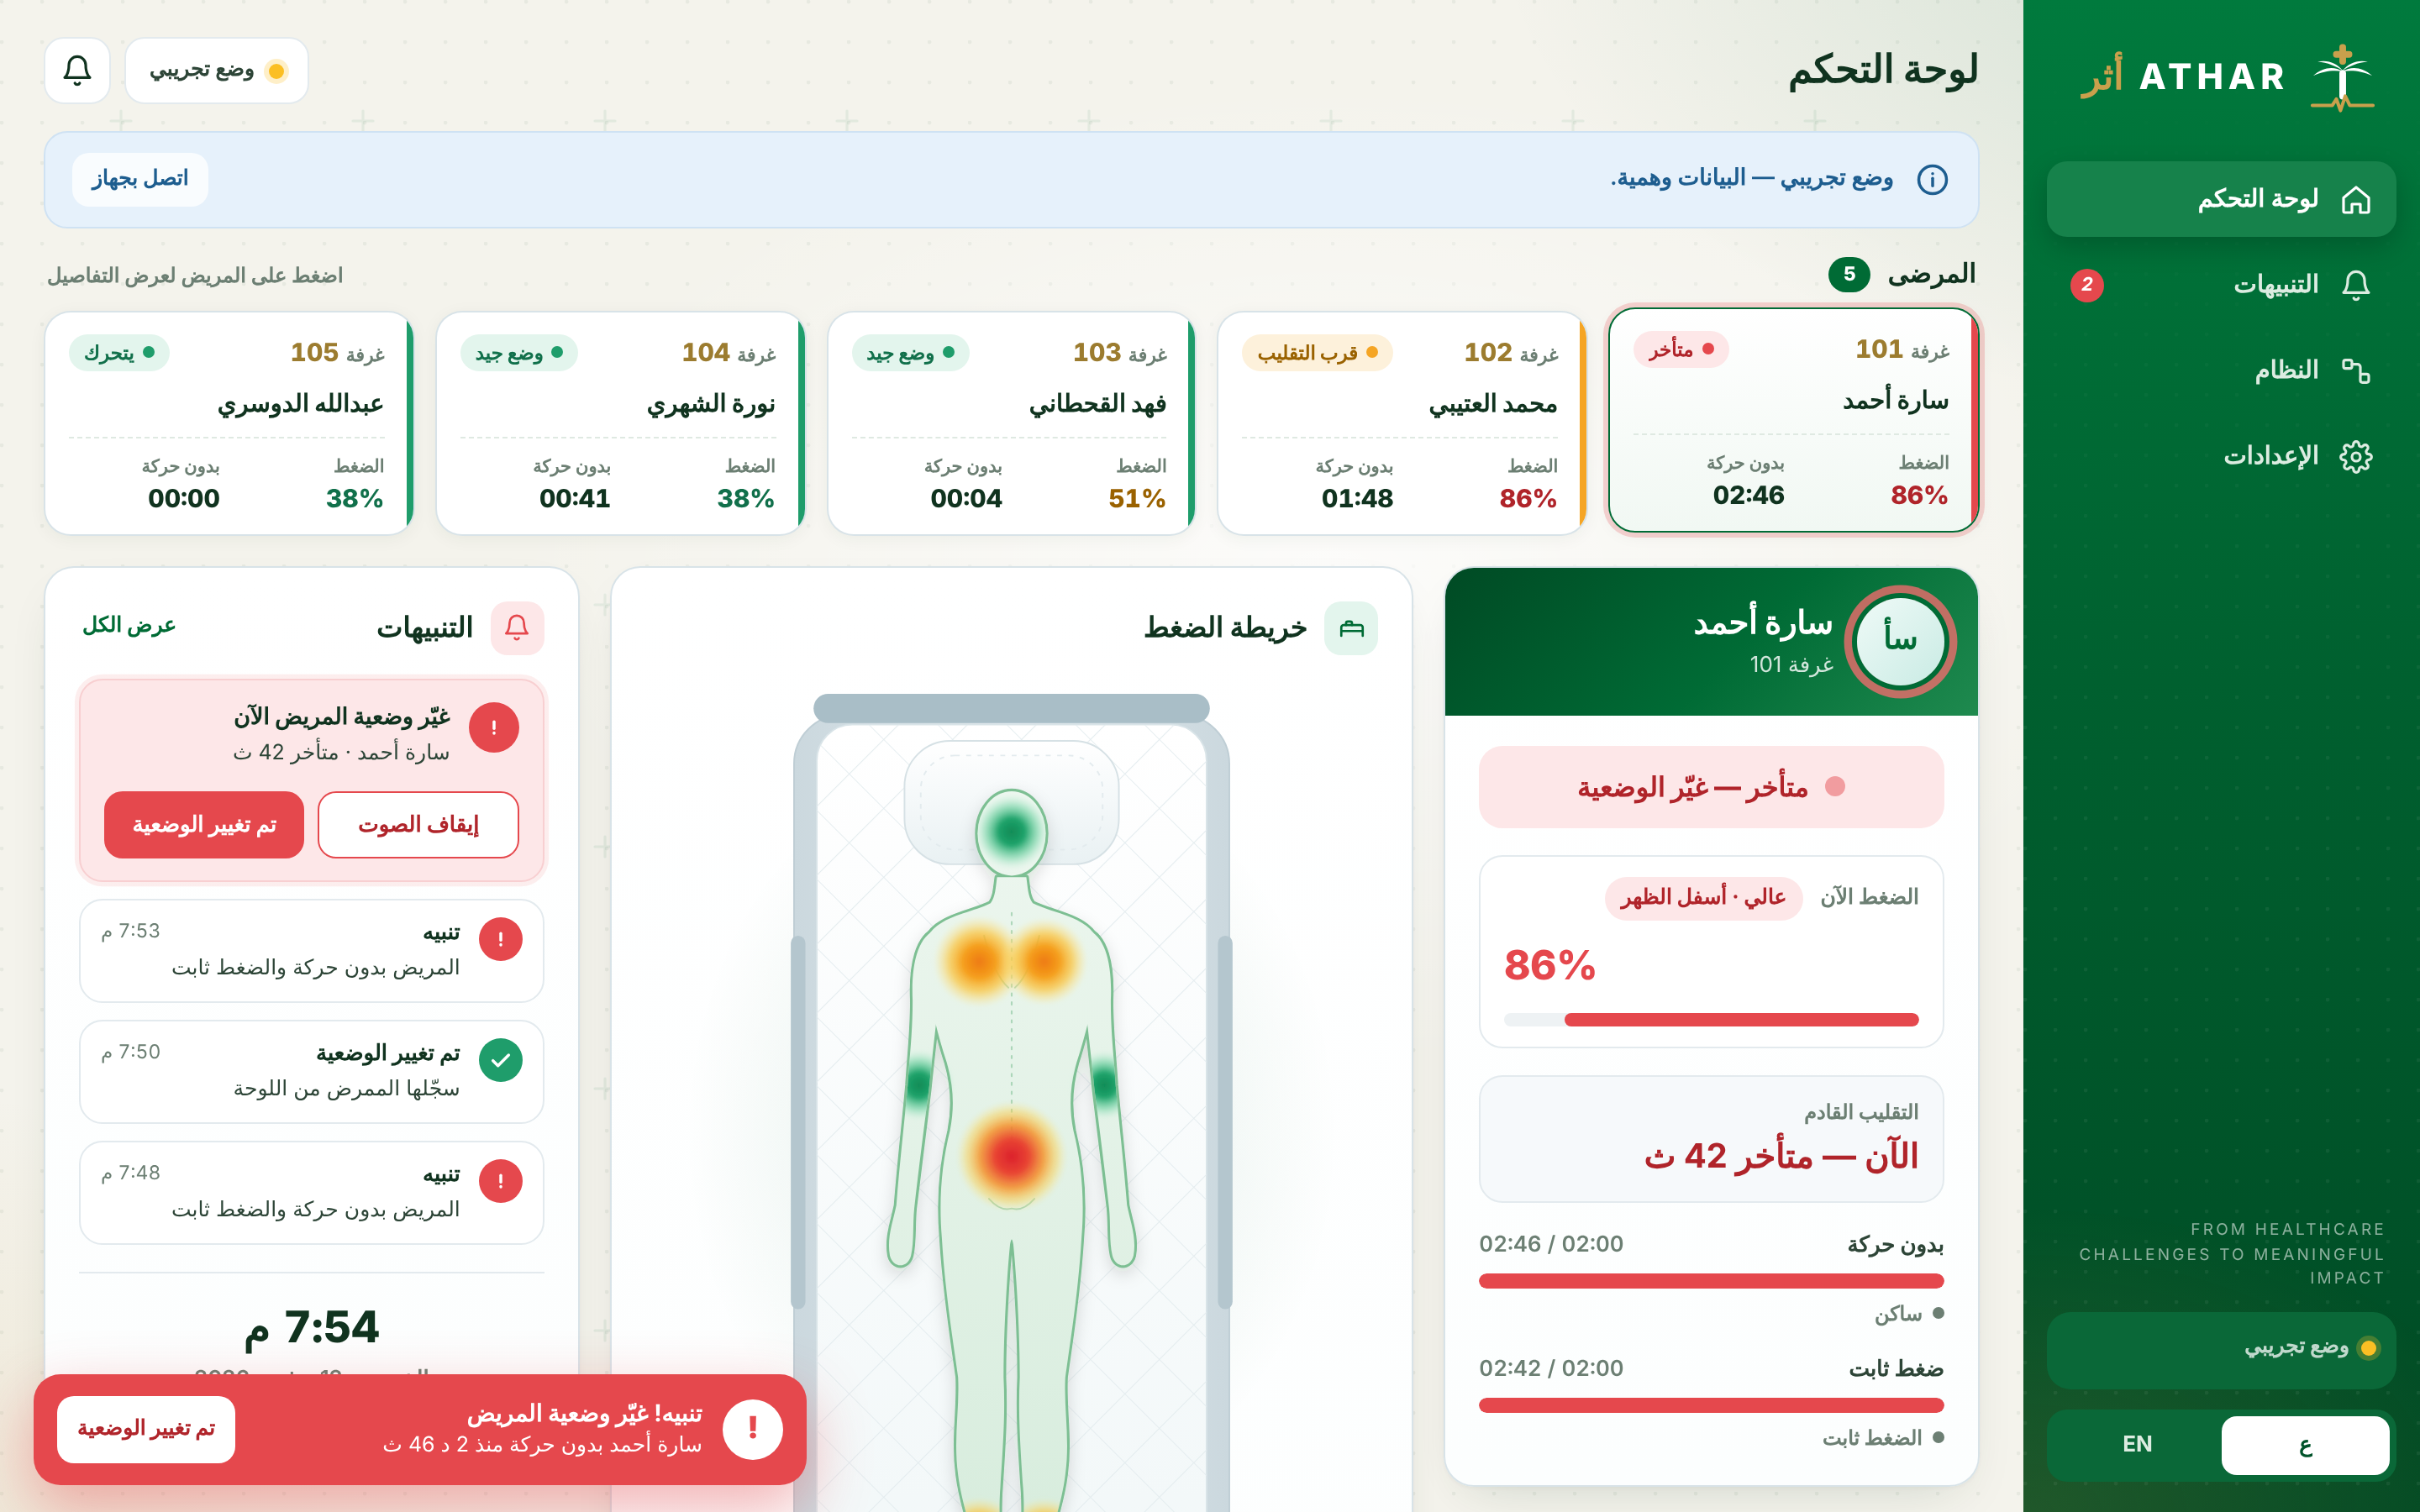 ATHAR أثر
لوحة التحكم
التنبيهات 2
النظام
الإعدادات
FROM HEALTHCARE
CHALLENGES TO MEANINGFUL
IMPACT
وضع تجريبي
ع
EN
لوحة التحكم
وضع تجريبي
وضع تجريبي — البيانات وهمية.
اتصل بجهاز
المرضى 5
اضغط على المريض لعرض التفاصيل
غرفة 101 متأخر
سارة أحمد
الضغط بدون حركة
86% 02:46
غرفة 102 قرب التقليب
محمد العتيبي
الضغط بدون حركة
86% 01:48
غرفة 103 وضع جيد
فهد القحطاني
الضغط بدون حركة
51% 00:04
غرفة 104 وضع جيد
نورة الشهري
الضغط بدون حركة
38% 00:41
غرفة 105 يتحرك
عبدالله الدوسري
الضغط بدون حركة
38% 00:00
سأ
سارة أحمد
غرفة 101
متأخر — غيّر الوضعية
الضغط الآن عالي · أسفل الظهر
86%
التقليب القادم
الآن — متأخر 42 ث
بدون حركة 02:46 / 02:00
ساكن
ضغط ثابت 02:42 / 02:00
الضغط ثابت
خريطة الضغط
التنبيهات عرض الكل
غيّر وضعية المريض الآن
سارة أحمد · متأخر 42 ث
إيقاف الصوت
تم تغيير الوضعية
تنبيه 7:53 م
المريض بدون حركة والضغط ثابت
تم تغيير الوضعية 7:50 م
سجّلها الممرض من اللوحة
تنبيه 7:48 م
المريض بدون حركة والضغط ثابت
7:54 م
تنبيه! غيّر وضعية المريض
سارة أحمد بدون حركة منذ 2 د 46 ث
تم تغيير الوضعية